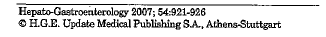 Hepato-Gastroenterology 2007; 54:921-926
© H.G.E. Update Medical Publishing S.A., Athens-Stuttgart